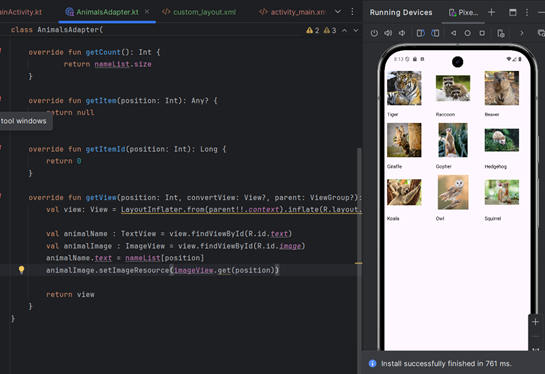 ainActivity.kt AnimalsAdapter.kt custom_layout.xml activity_main.xm Running Devices Pixe...
class AnimalsAdapter( 2 3
override fun getCount(): Int {
return nameList.size
}
override fun getItem(position: Int): Any? {
return null
tool windows
override fun getItemId(position: Int): Long {
return 0
}
override fun getView(position: Int, convertView: View?, parent: ViewGroup?):
val view: View = LayoutInflater.from(parent!!.context).inflate(R.layout.
val animalName : TextView = view.findViewById(R.id.text)
val animalImage : ImageView = view.findViewById(R.id.image)
animalName.text = nameList[position]
animalImage.setImageResource(imageView.get(position))
return view
}
}
8:13
Tiger Raccoon Beaver
Giraffe Gopher Hedgehog
Koala Owl Squirrel
1:1
Install successfully finished in 761 ms.